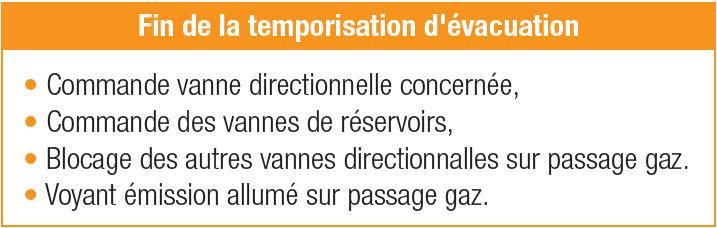 Fin de la temporisation d'évacuation
• Commande vanne directionnelle concernée,
• Commande des vannes de réservoirs,
• Blocage des autres vannes directionnalles sur passage gaz.
• Voyant émission allumé sur passage gaz.